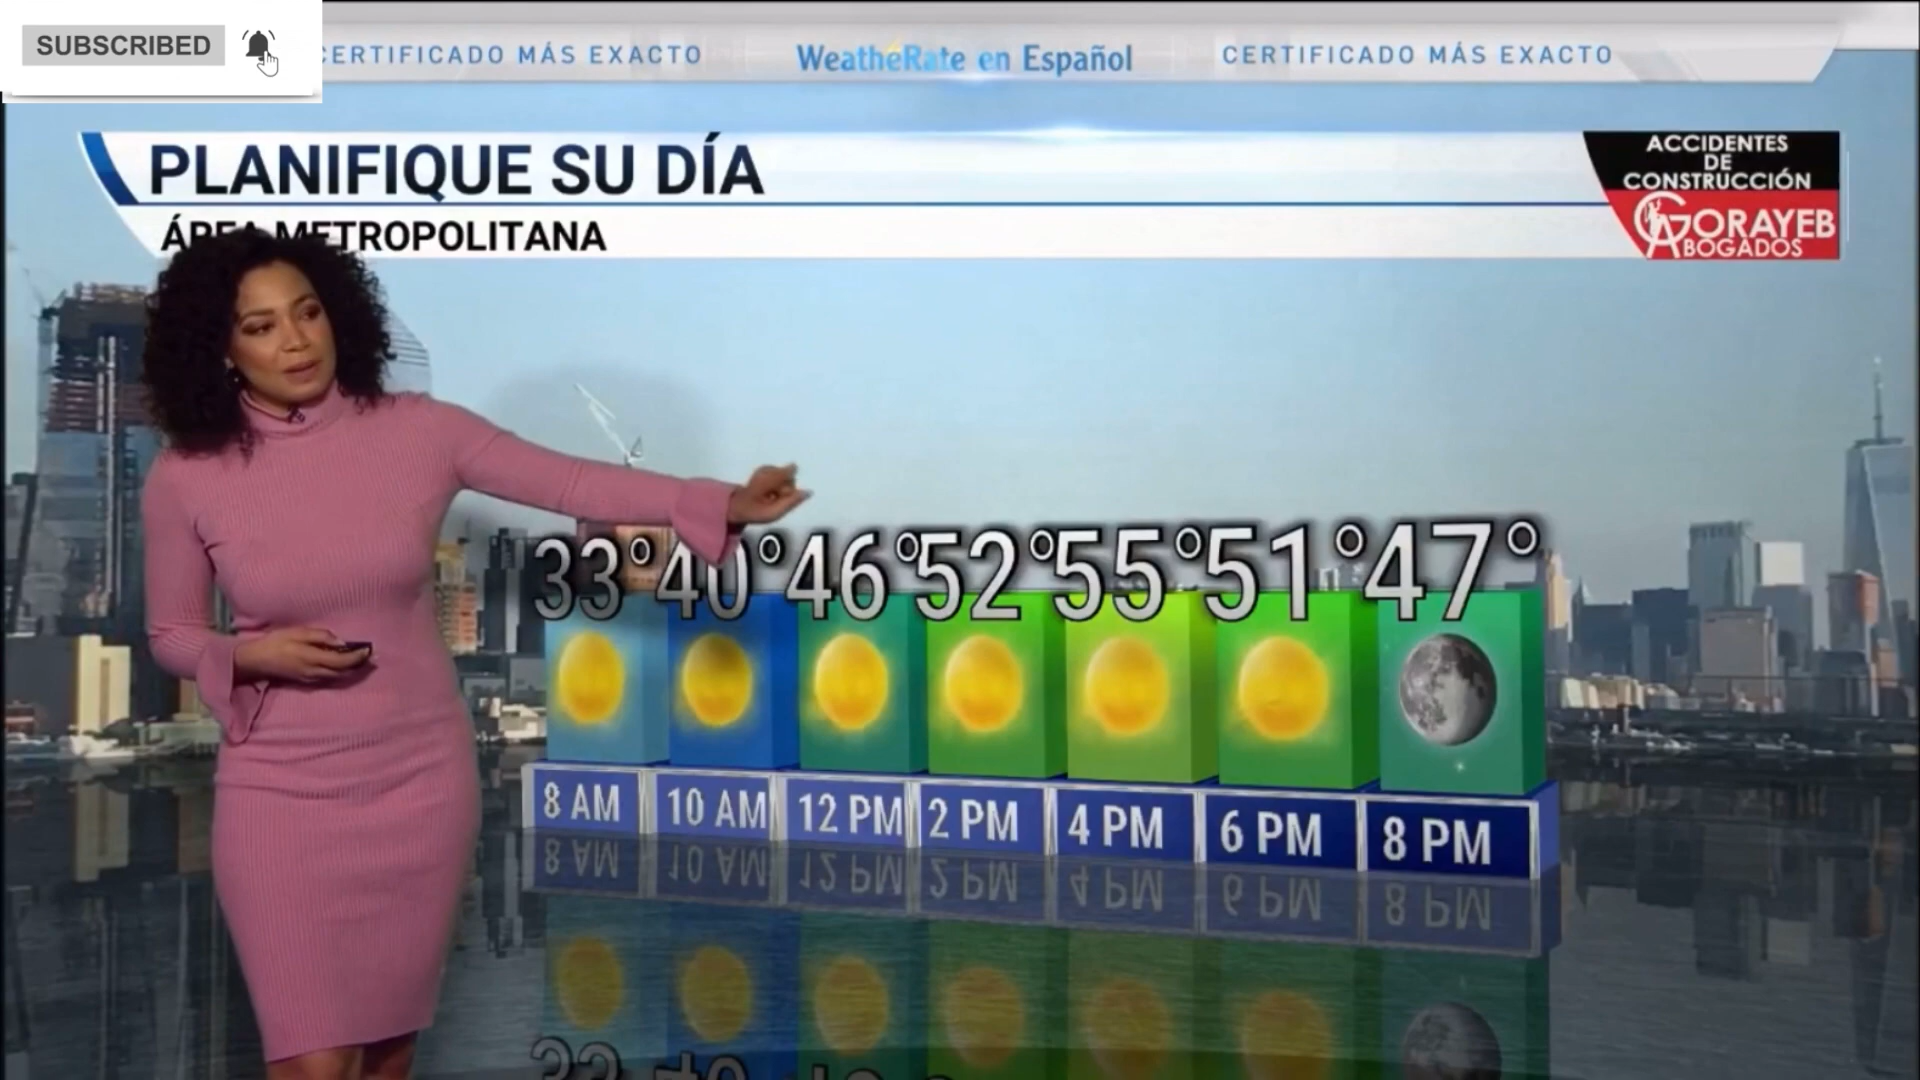 SUBSCRIBED
CERTIFICADO MÁS EXACTO
WeatheRate en Español
CERTIFICADO MÁS EXACTO
PLANIFIQUE SU DÍA
ÁREA METROPOLITANA
ACCIDENTES
DE
CONSTRUCCIÓN
GORAYEB
ABOGADOS
33° 40° 46° 52° 55° 51° 47°
8 AM 10 AM 12 PM 2 PM 4 PM 6 PM 8 PM